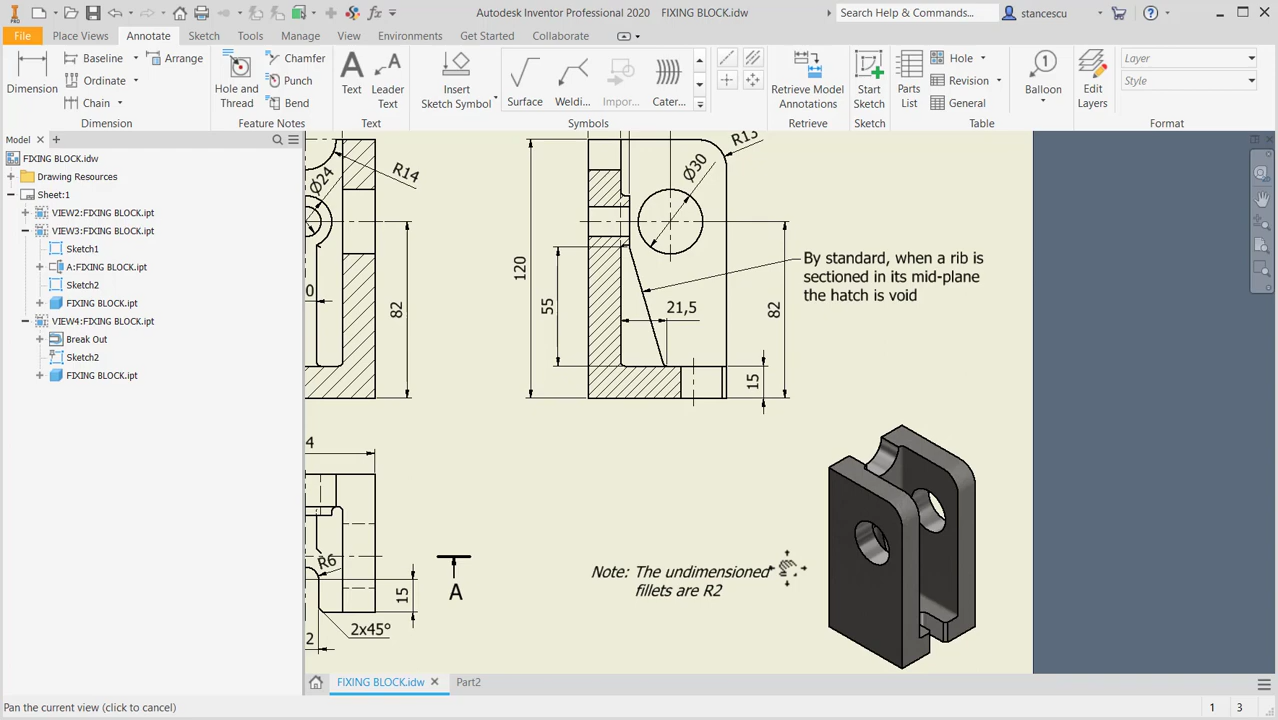 PRO
Autodesk Inventor Professional 2020 FIXING BLOCK.idw
Search Help & Commands...
stancescu
File Place Views Annotate Sketch Tools Manage View Environments Get Started Collaborate
Dimension
Baseline
Ordinate
Chain
Arrange
Dimension
Hole and
Thread
Chamfer
Punch
Bend
Feature Notes
Text
Leader
Text
Text
Insert
Sketch Symbol
Surface Weldi... Impor... Cater...
Symbols
Retrieve Model
Annotations
Retrieve
Start
Sketch
Sketch
Parts
List
Hole
Revision
General
Table
Balloon
Edit
Layers
Layer
Style
Format
Model
FIXING BLOCK.idw
Drawing Resources
Sheet:1
VIEW2:FIXING BLOCK.ipt
VIEW3:FIXING BLOCK.ipt
Sketch1
A:FIXING BLOCK.ipt
Sketch2
FIXING BLOCK.ipt
VIEW4:FIXING BLOCK.ipt
Break Out
Sketch2
FIXING BLOCK.ipt
Ø24
R14
0
82
4
R6
15
2x45°
2
A
R13
Ø30
120
55
21,5
82
15
By standard, when a rib is
sectioned in its mid-plane
the hatch is void
Note: The undimensioned
fillets are R2
FIXING BLOCK.idw Part2
Pan the current view (click to cancel) 1 3